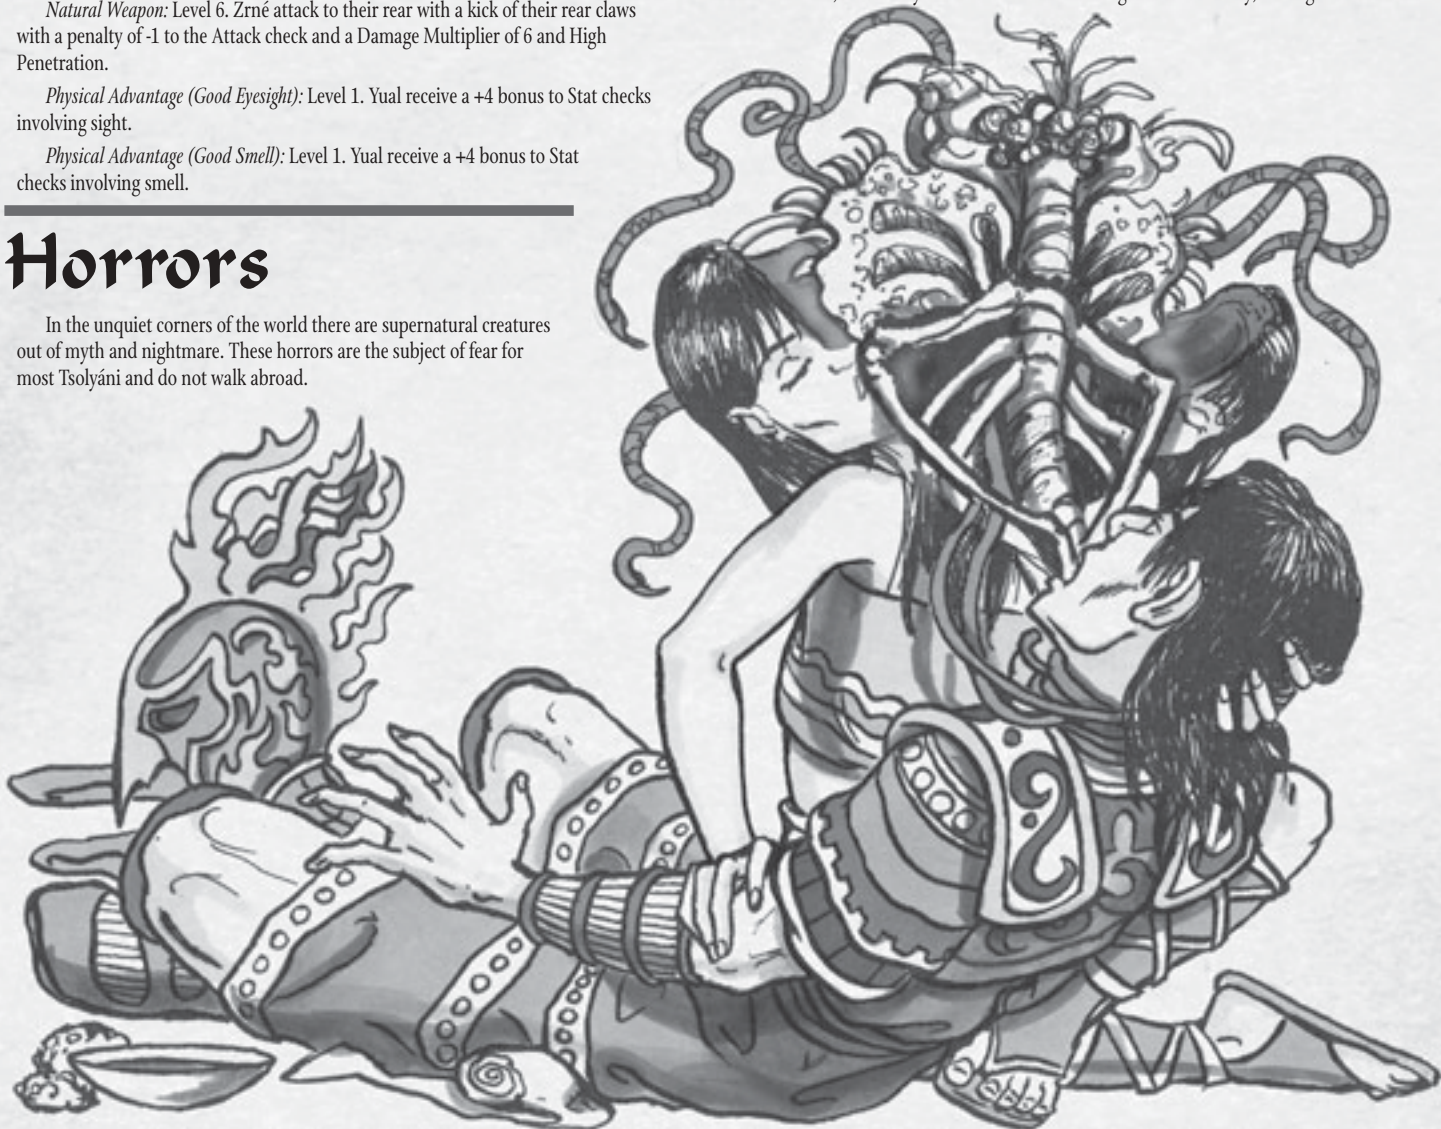 Natural Weapon: Level 6. Zrné attack to their rear with a kick of their rear claws
with a penalty of -1 to the Attack check and a Damage Multiplier of 6 and High
Penetration.
Physical Advantage (Good Eyesight): Level 1. Yual receive a +4 bonus to Stat checks
involving sight.
Physical Advantage (Good Smell): Level 1. Yual receive a +4 bonus to Stat
checks involving smell.
Horrors
In the unquiet corners of the world there are supernatural creatures
out of myth and nightmare. These horrors are the subject of fear for
most Tsolyáni and do not walk abroad.